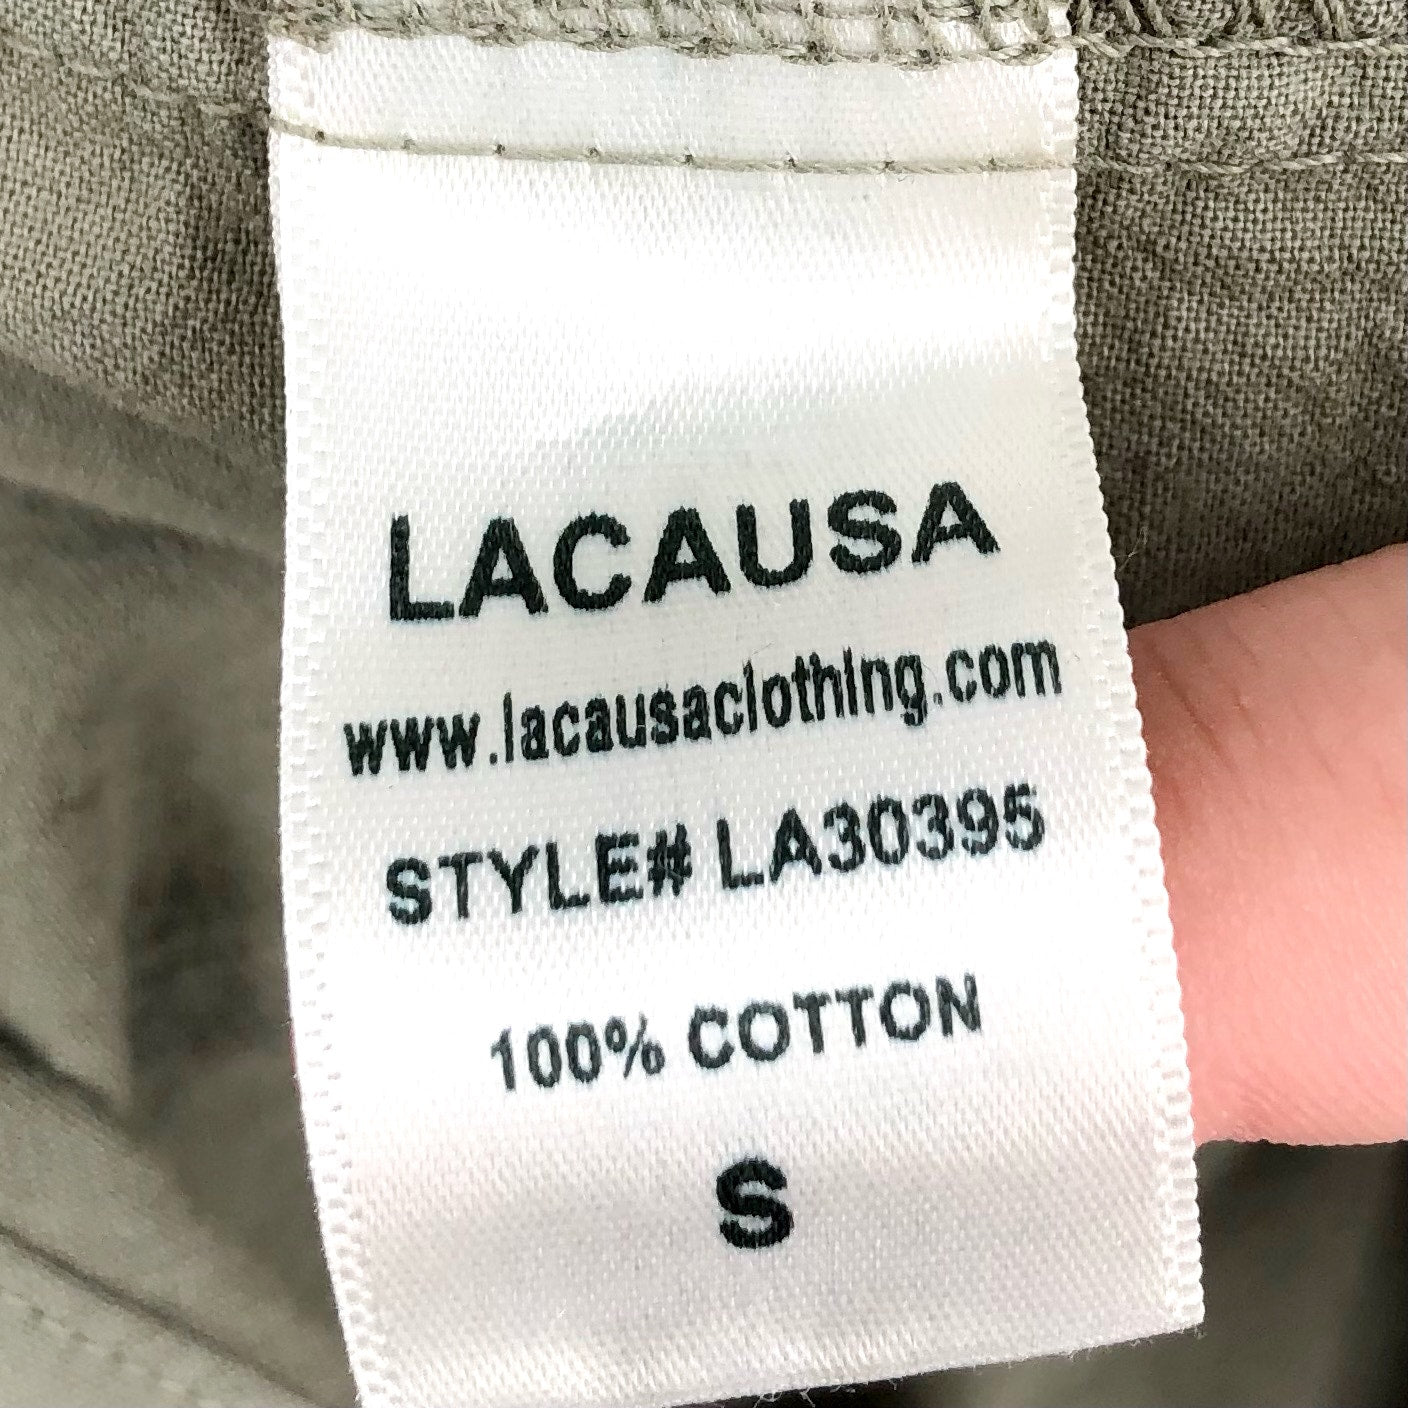 LACAUSA
www.lacausaclothing.com
STYLE# LA30395
100% COTTON
S